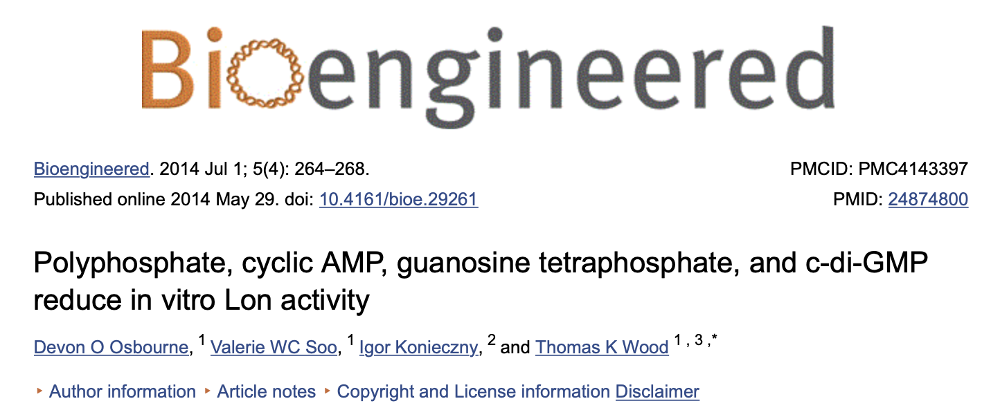 Bioengineered
Bioengineered. 2014 Jul 1; 5(4): 264–268.
PMCID: PMC4143397
Published online 2014 May 29. doi: 10.4161/bioe.29261
PMID: 24874800
Polyphosphate, cyclic AMP, guanosine tetraphosphate, and c-di-GMP
reduce in vitro Lon activity
Devon O Osbourne, 1 Valerie WC Soo, 1 Igor Konieczny, 2 and Thomas K Wood 1 , 3 ,*
‣ Author information ‣ Article notes ‣ Copyright and License information Disclaimer